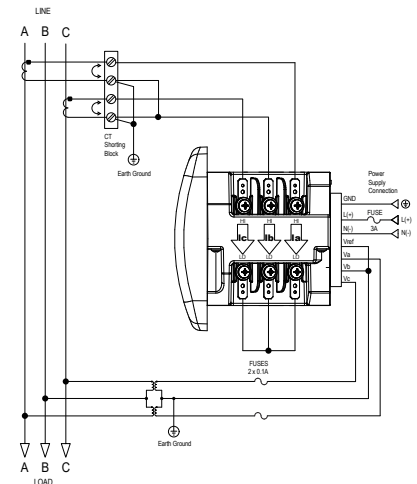 LINE
A B C
CT
Shorting
Block
Earth Ground
Power
Supply
Connection
GND
L(+)
FUSE
L(+)
N(-)
3A
N(-)
Vref
Va
Vb
Vc
HI HI HI
Ic Ib Ia
LO LO LO
FUSES
2 x 0.1A
Earth Ground
A B C
LOAD